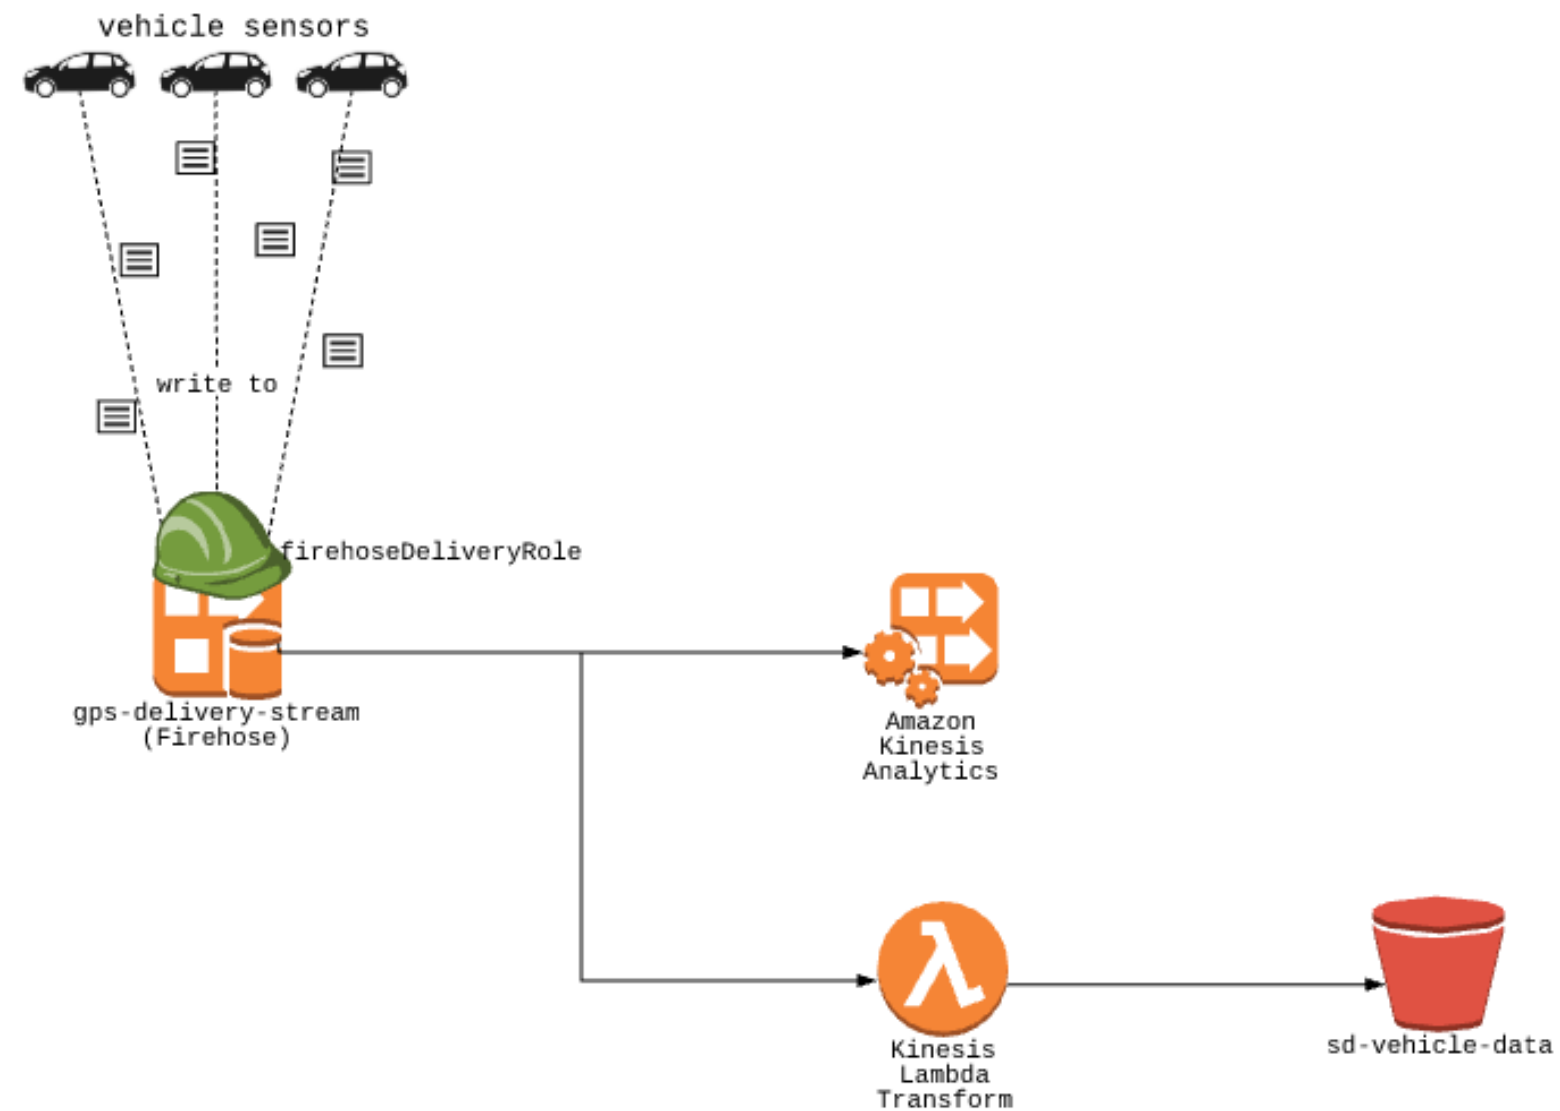 vehicle sensors
write to
firehoseDeliveryRole
gps-delivery-stream
(Firehose)
Amazon
Kinesis
Analytics
Kinesis
Lambda
Transform
sd-vehicle-data